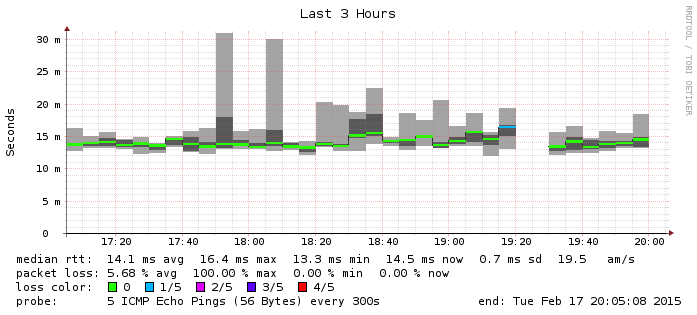 Last 3 Hours
RRDTOOL / TOBI OETIKER
Seconds
30 m
25 m
20 m
15 m
10 m
5 m
0
17:20 17:40 18:00 18:20 18:40 19:00 19:20 19:40 20:00
median rtt: 14.1 ms avg 16.4 ms max 13.3 ms min 14.5 ms now 0.7 ms sd 19.5 am/s
packet loss: 5.68 % avg 100.00 % max 0.00 % min 0.00 % now
loss color: 0 1/5 2/5 3/5 4/5
probe: 5 ICMP Echo Pings (56 Bytes) every 300s end: Tue Feb 17 20:05:08 2015